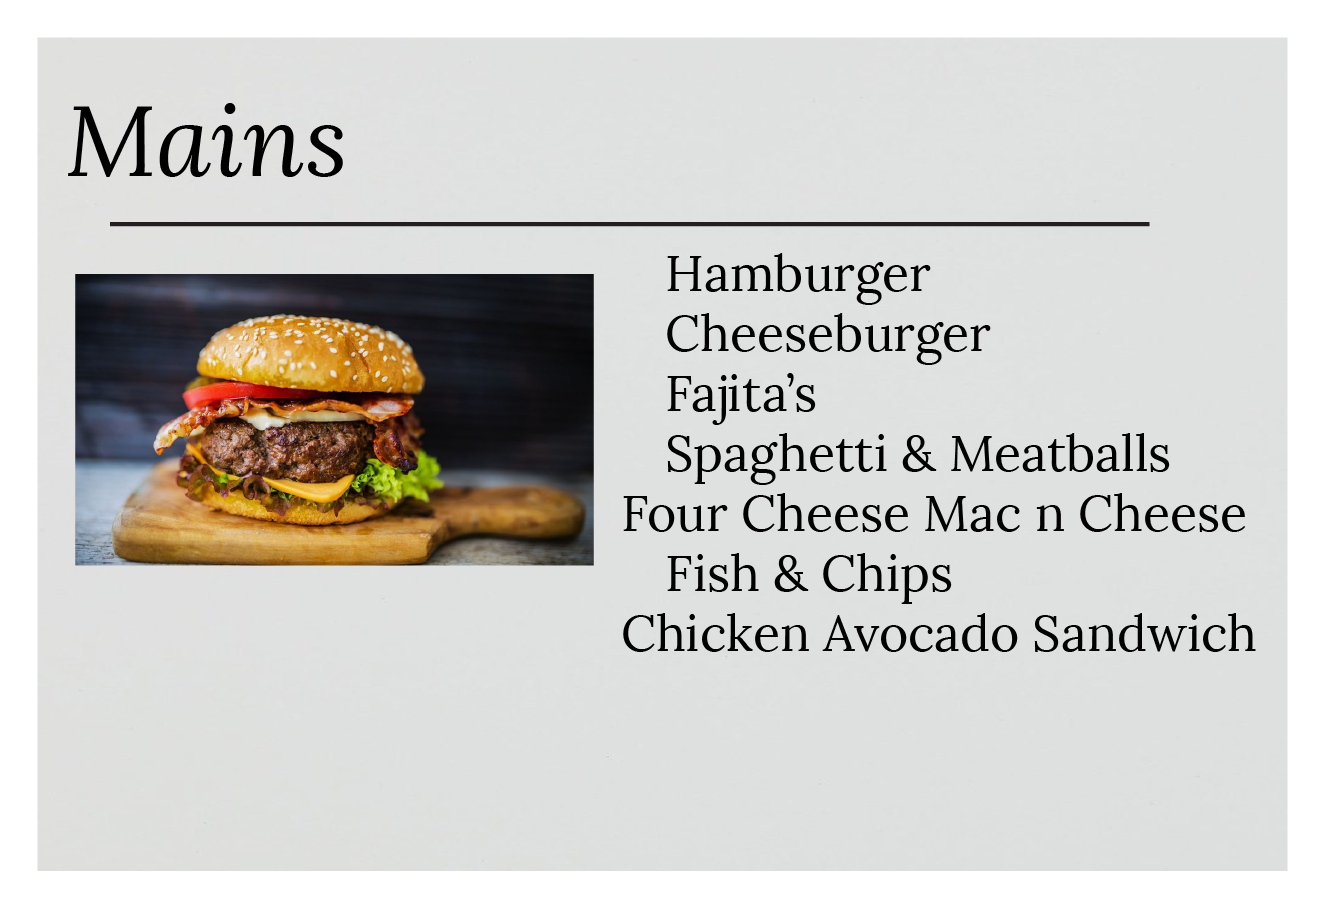 Mains
Hamburger
Cheeseburger
Fajita’s
Spaghetti & Meatballs
Four Cheese Mac n Cheese
Fish & Chips
Chicken Avocado Sandwich